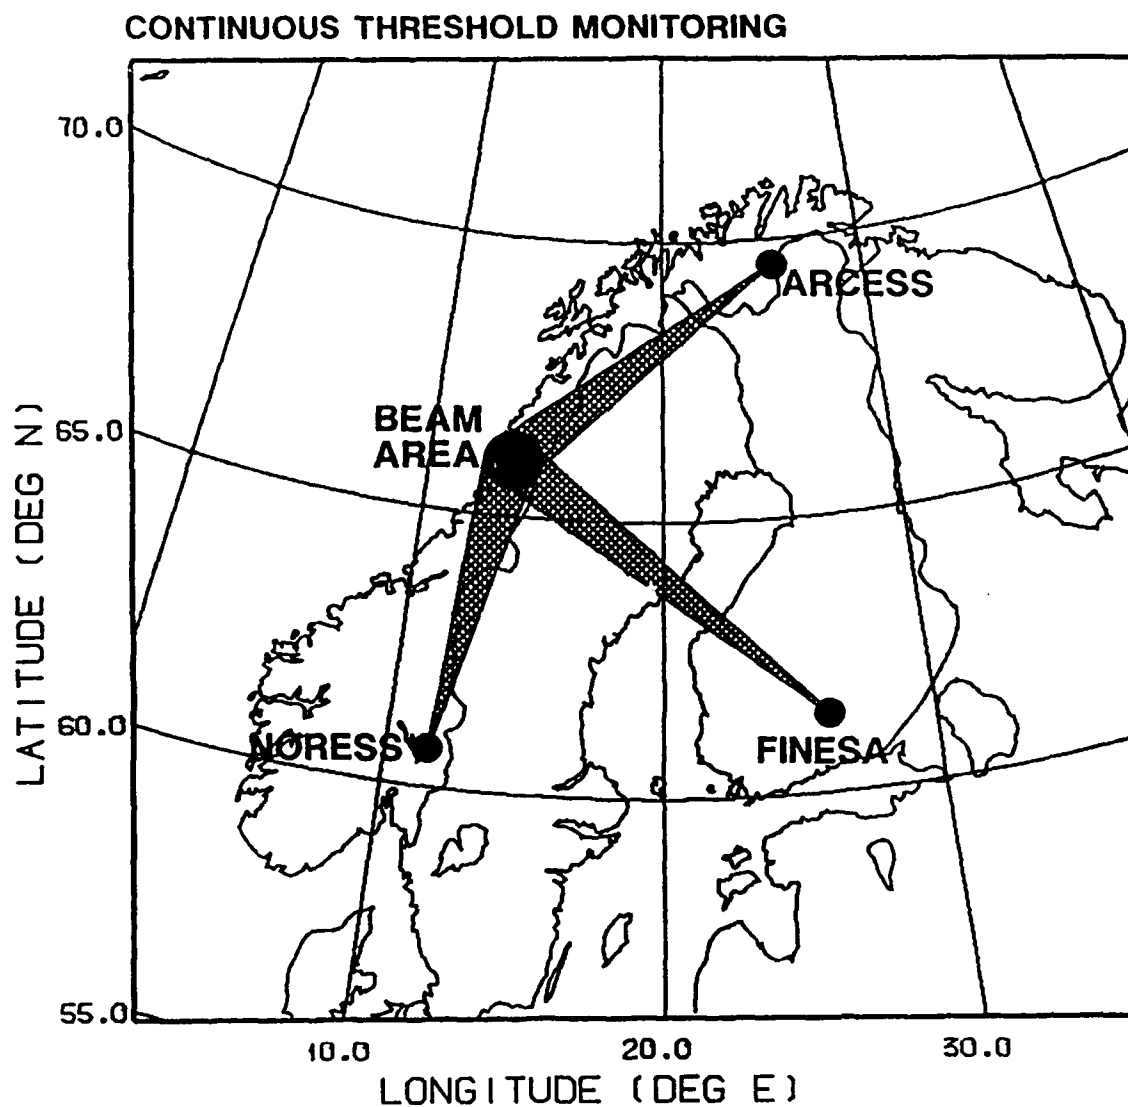 CONTINUOUS THRESHOLD MONITORING
70.0
ARCESS
BEAM
AREA
65.0
LATITUDE (DEG N)
60.0
NORESS
FINESA
55.0
10.0
20.0
30.0
LONGITUDE (DEG E)